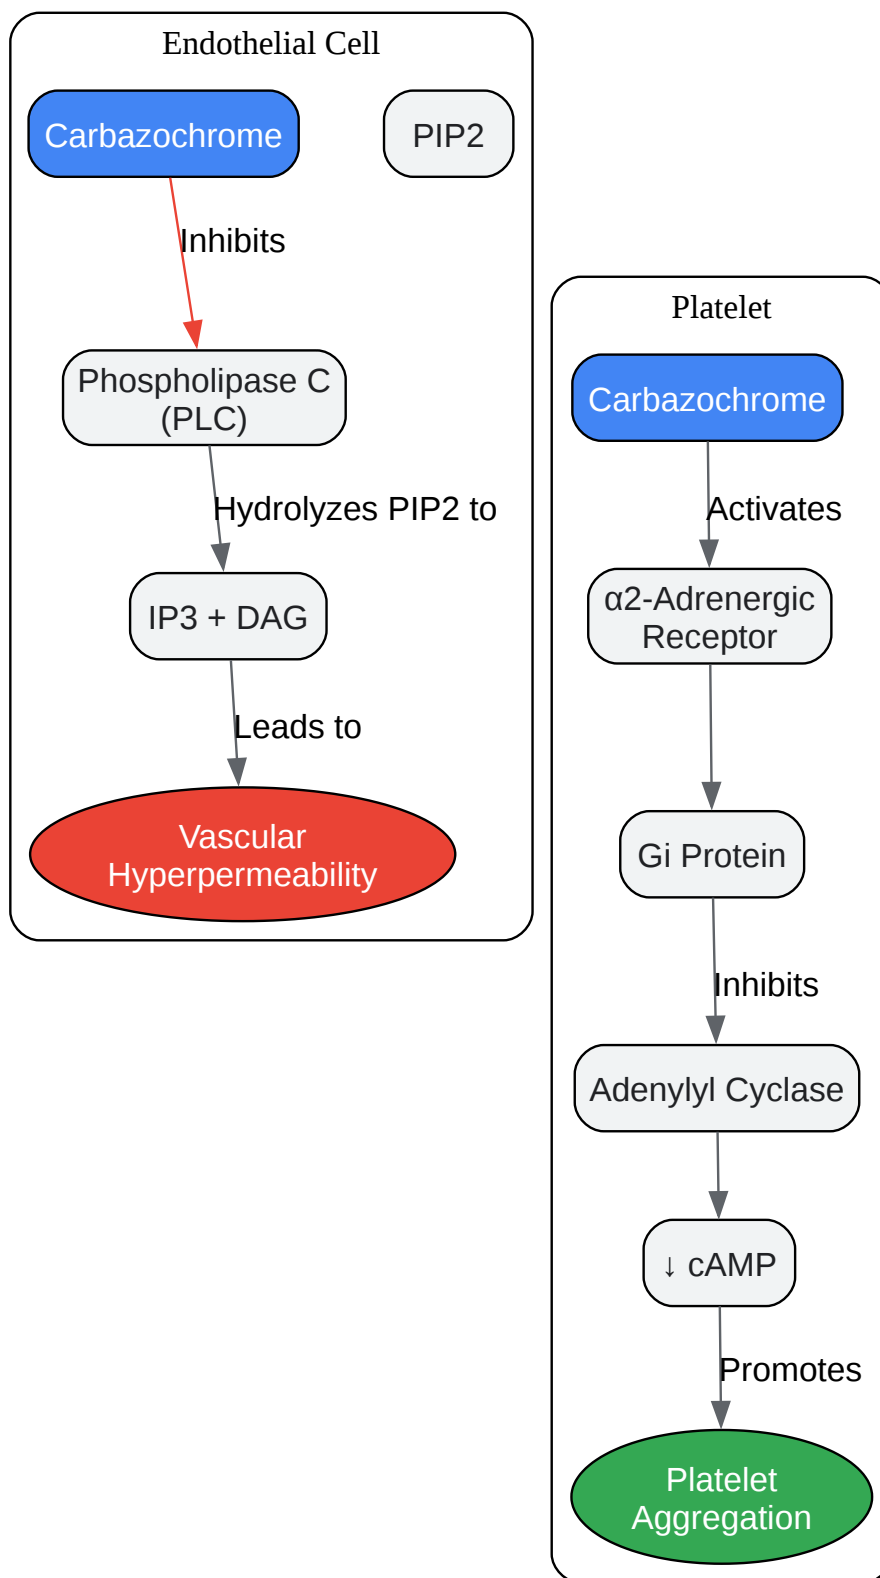 Endothelial Cell
Carbazochrome
PIP2
Inhibits
Phospholipase C
(PLC)
Hydrolyzes PIP2 to
IP3 + DAG
Leads to
Vascular
Hyperpermeability
Platelet
Carbazochrome
Activates
α2-Adrenergic
Receptor
Gi Protein
Inhibits
Adenylyl Cyclase
↓ cAMP
Promotes
Platelet
Aggregation